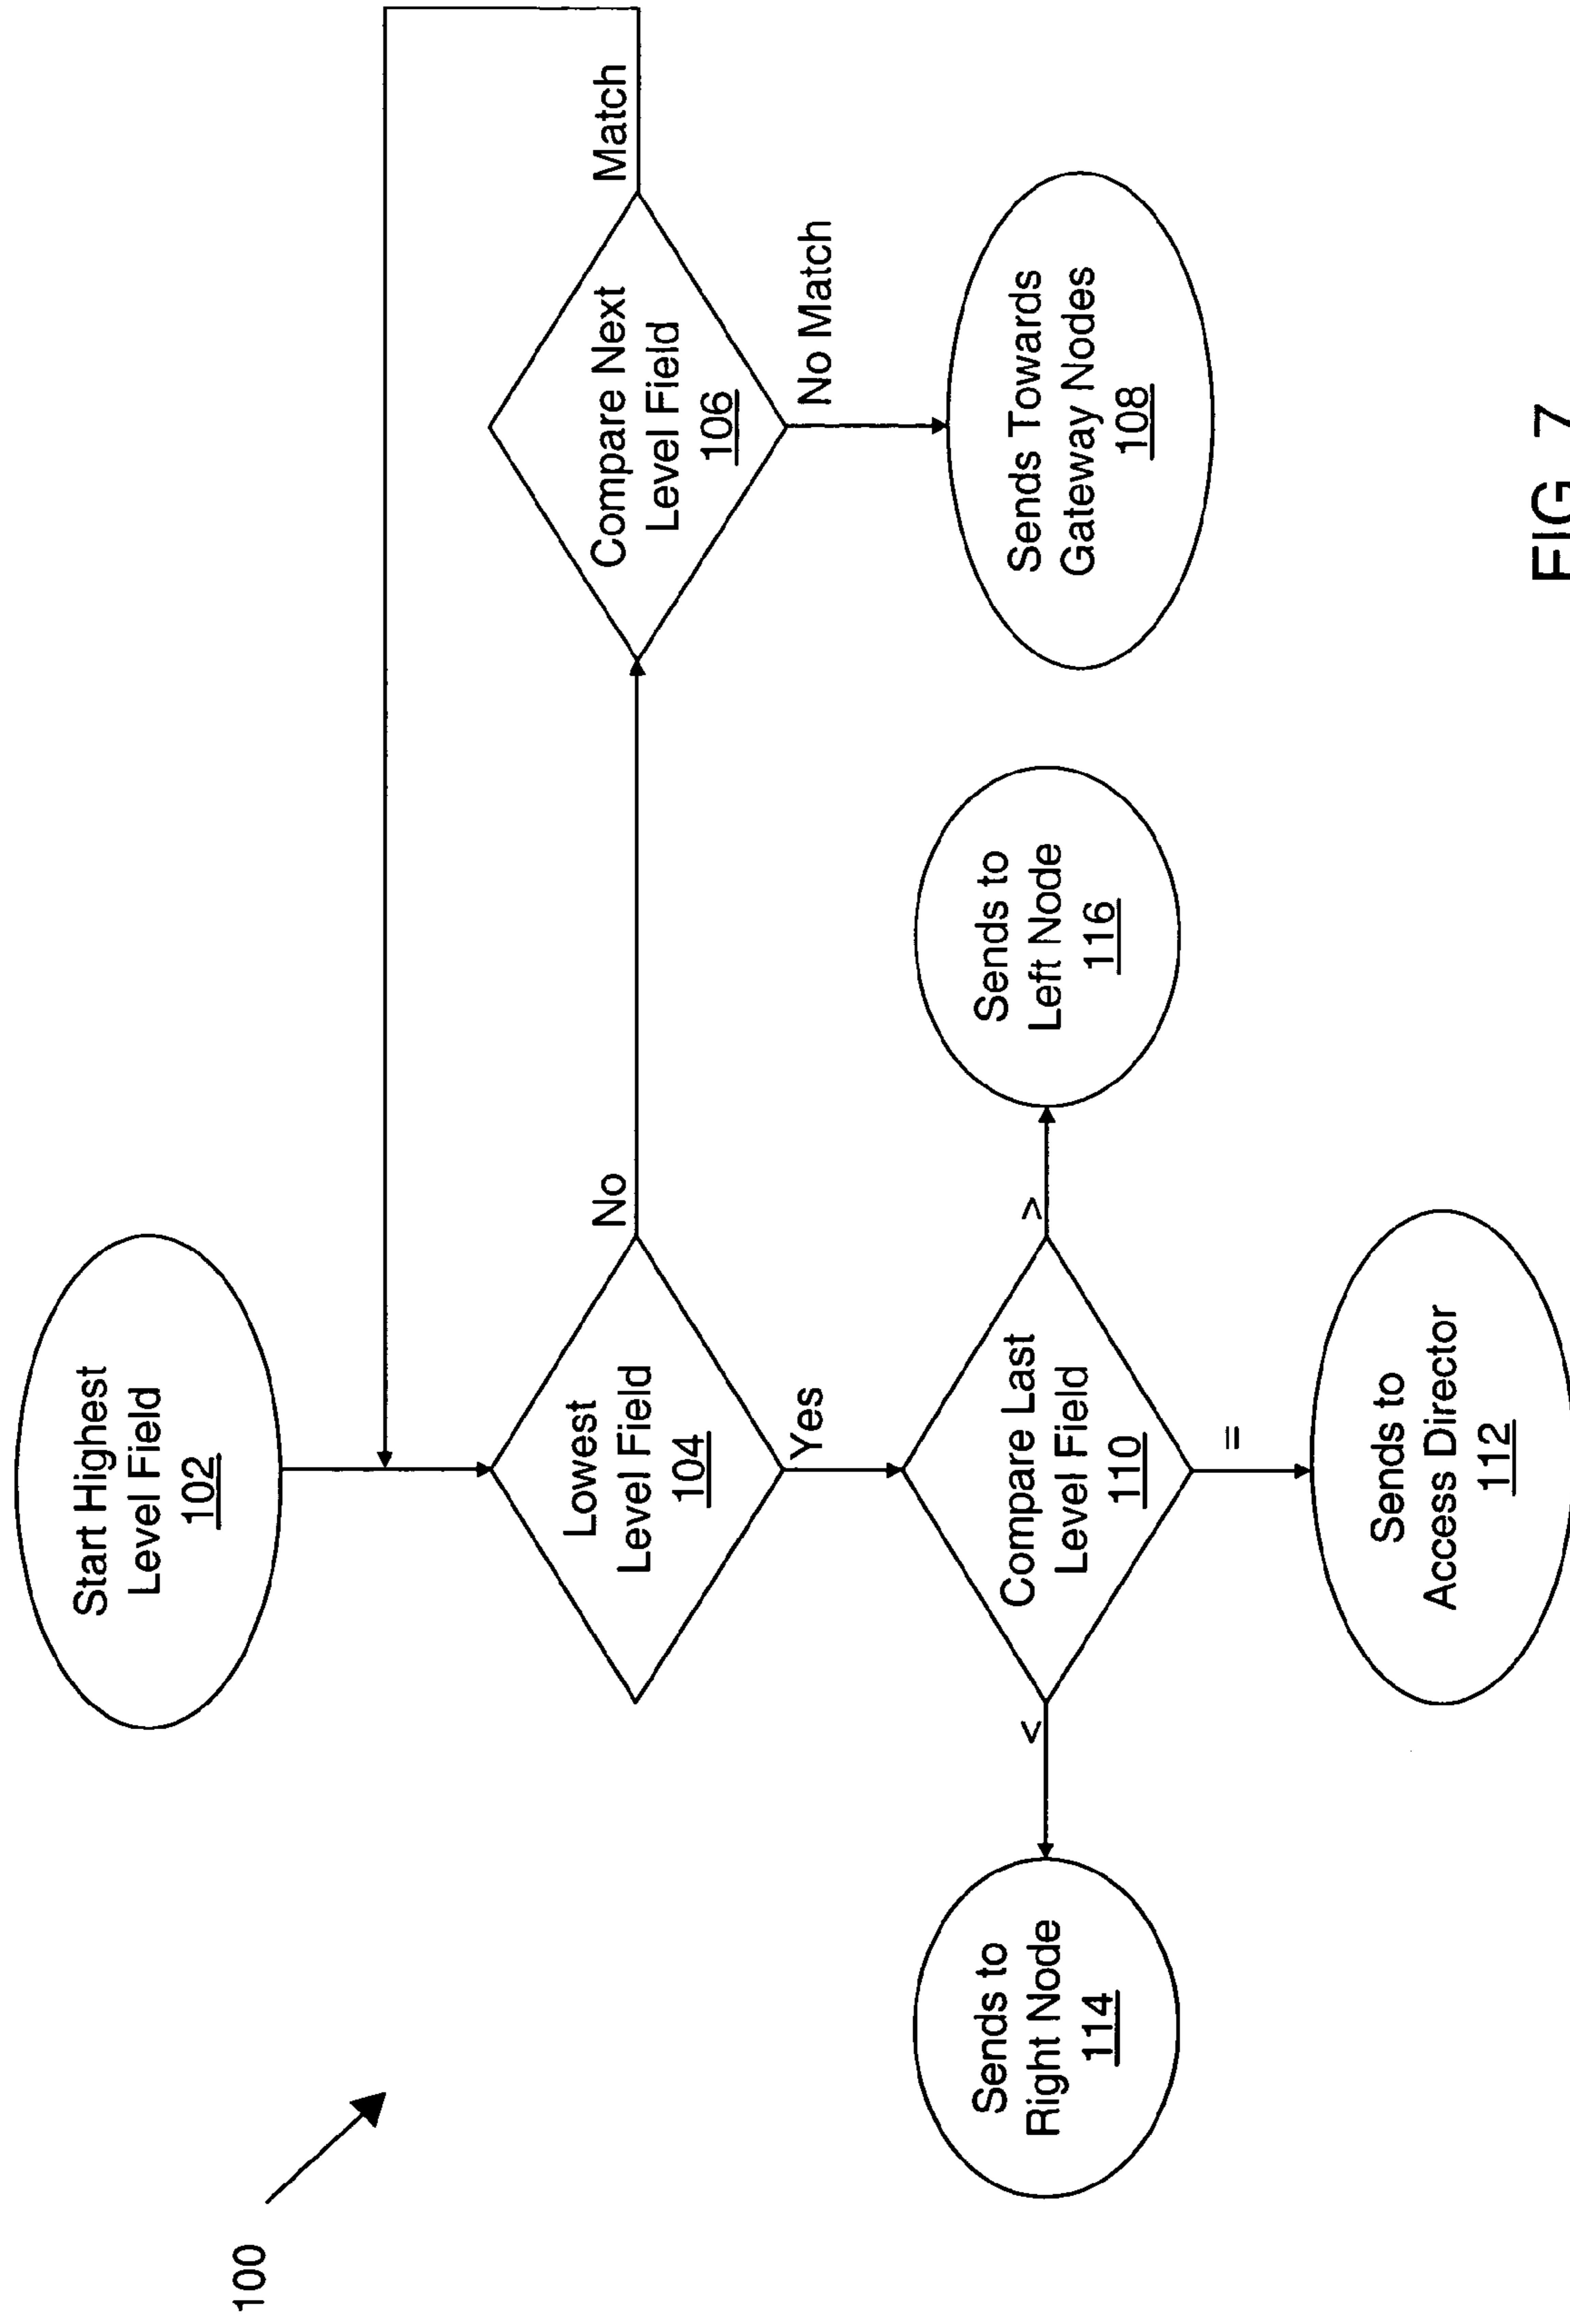 100
Start Highest
Level Field
102
Lowest
Level Field
104
No
Yes
Compare Next
Level Field
106
Match
No Match
Sends Towards
Gateway Nodes
108
Compare Last
Level Field
110
<
>
=
Sends to
Right Node
114
Sends to
Left Node
116
Sends to
Access Director
112
FIG. 7